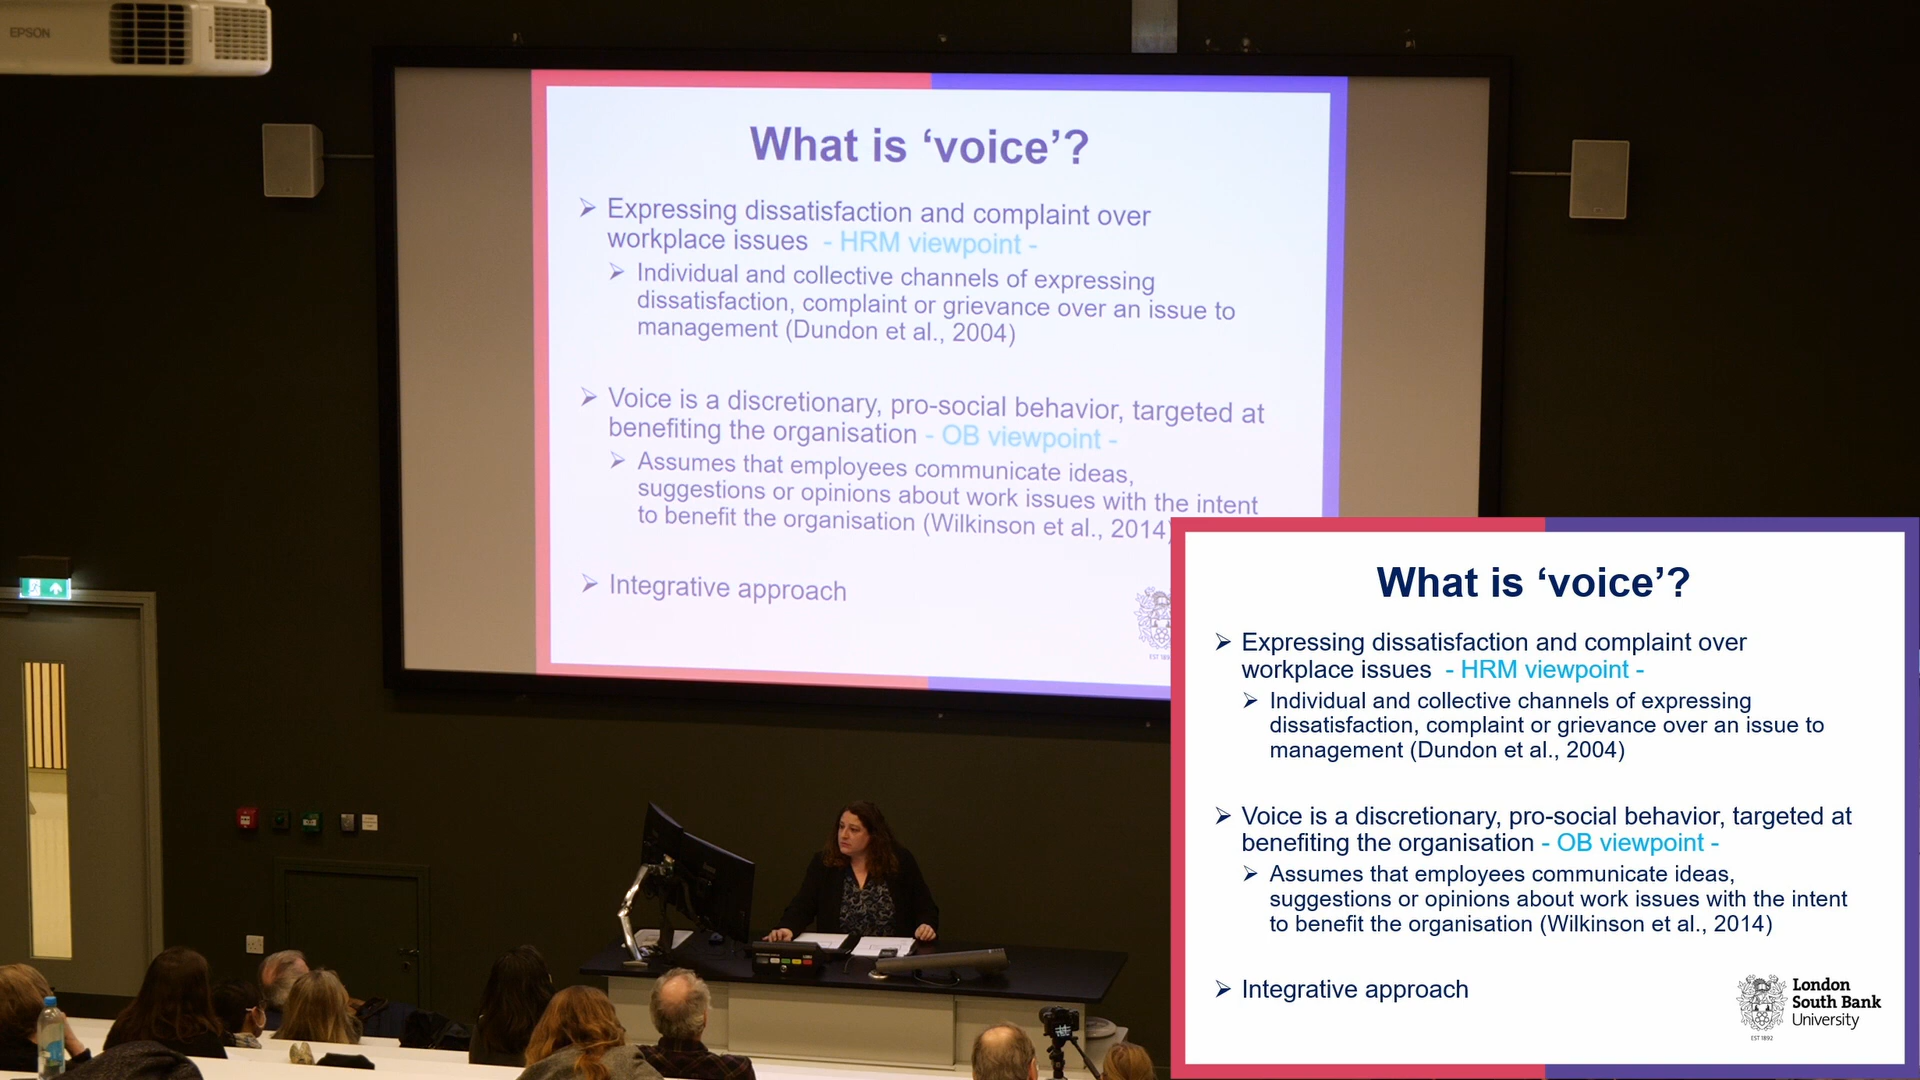 EPSON
What is ‘voice’?
➢ Expressing dissatisfaction and complaint over
workplace issues - HRM viewpoint -
➢ Individual and collective channels of expressing
dissatisfaction, complaint or grievance over an issue to
management (Dundon et al., 2004)
➢ Voice is a discretionary, pro-social behavior, targeted at
benefiting the organisation - OB viewpoint -
➢ Assumes that employees communicate ideas,
suggestions or opinions about work issues with the intent
to benefit the organisation (Wilkinson et al., 2014)
➢ Integrative approach
What is ‘voice’?
➢ Expressing dissatisfaction and complaint over
workplace issues - HRM viewpoint -
➢ Individual and collective channels of expressing
dissatisfaction, complaint or grievance over an issue to
management (Dundon et al., 2004)
➢ Voice is a discretionary, pro-social behavior, targeted at
benefiting the organisation - OB viewpoint -
➢ Assumes that employees communicate ideas,
suggestions or opinions about work issues with the intent
to benefit the organisation (Wilkinson et al., 2014)
➢ Integrative approach
London
South Bank
University
EST 1892